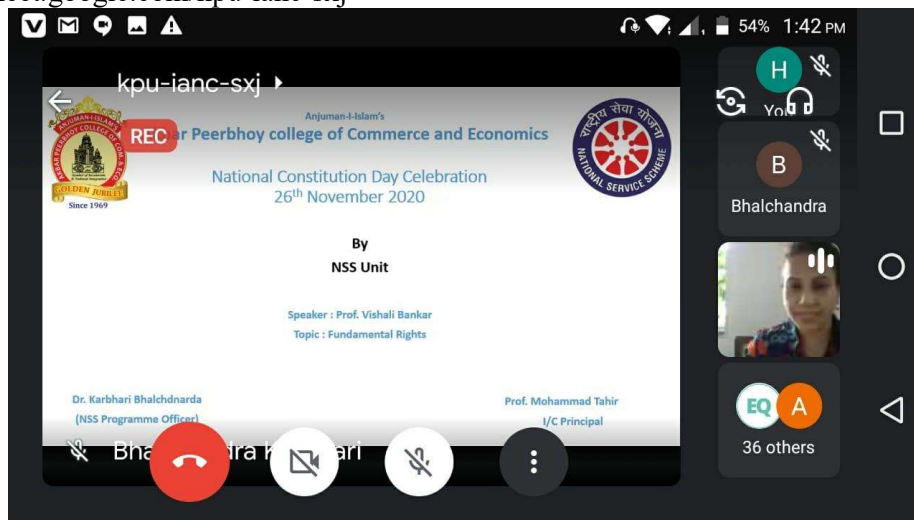 54% 1:42 PM
kpu-ianc-sxj
REC
Anjuman-I-Islam's
ar Peerbhoy college of Commerce and Economics
National Constitution Day Celebration
26th November 2020
By
NSS Unit
Speaker : Prof. Vishali Bankar
Topic : Fundamental Rights
Dr. Karbhari Bhalchdnarda
(NSS Programme Officer)
Prof. Mohammad Tahir
I/C Principal
GOLDEN JUBILEE
Since 1969
राष्ट्रीय सेवा योजना
NATIONAL SERVICE SCHEME
H
B
Bhalchandra
EQ A
36 others